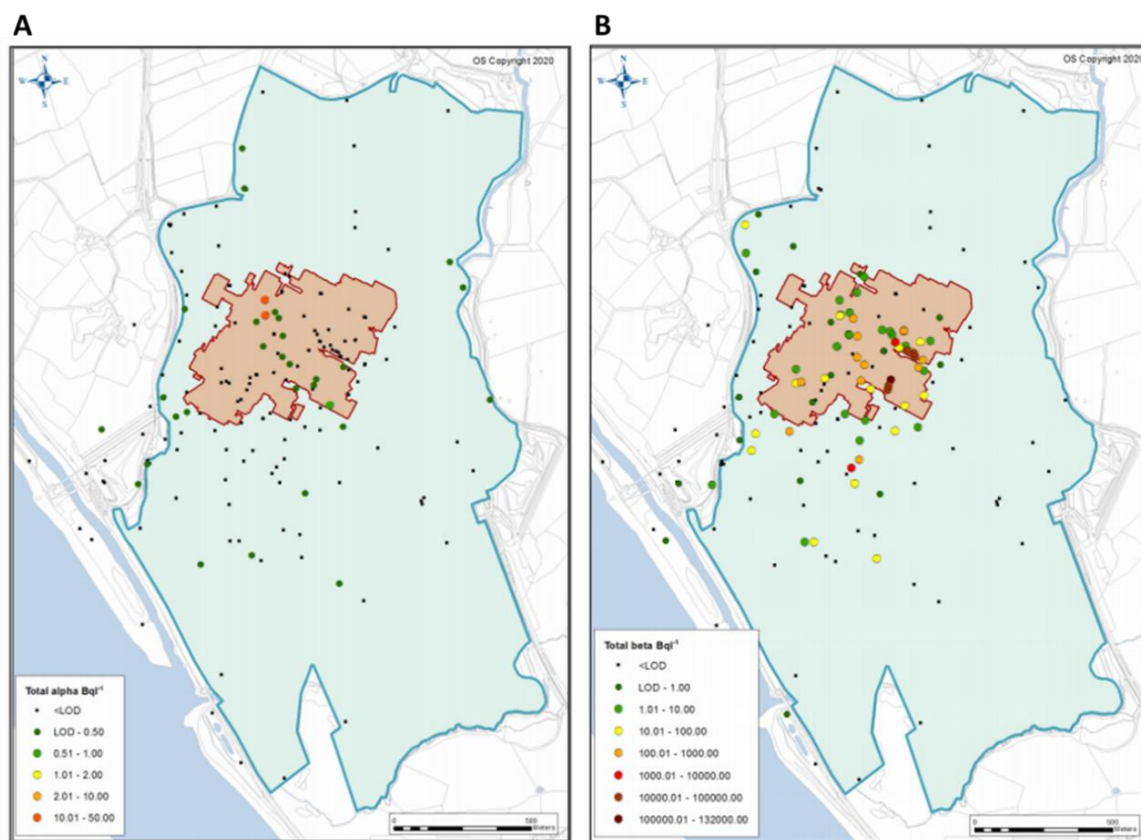 A
OS Copyright 2020
N
W E
S
Total alpha Bql-1
<LOD
LOD - 0.50
0.51 - 1.00
1.01 - 2.00
2.01 - 10.00
10.01 - 50.00
0 500
Meters
B
OS Copyright 2020
N
W E
S
Total beta Bql-1
<LOD
LOD - 1.00
1.01 - 10.00
10.01 - 100.00
100.01 - 1000.00
1000.01 - 10000.00
10000.01 - 100000.00
100000.01 - 132000.00
0 500
Meters